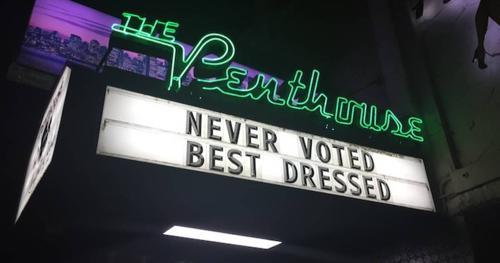 THE
Penthouse
NEVER VOTED
BEST DRESSED